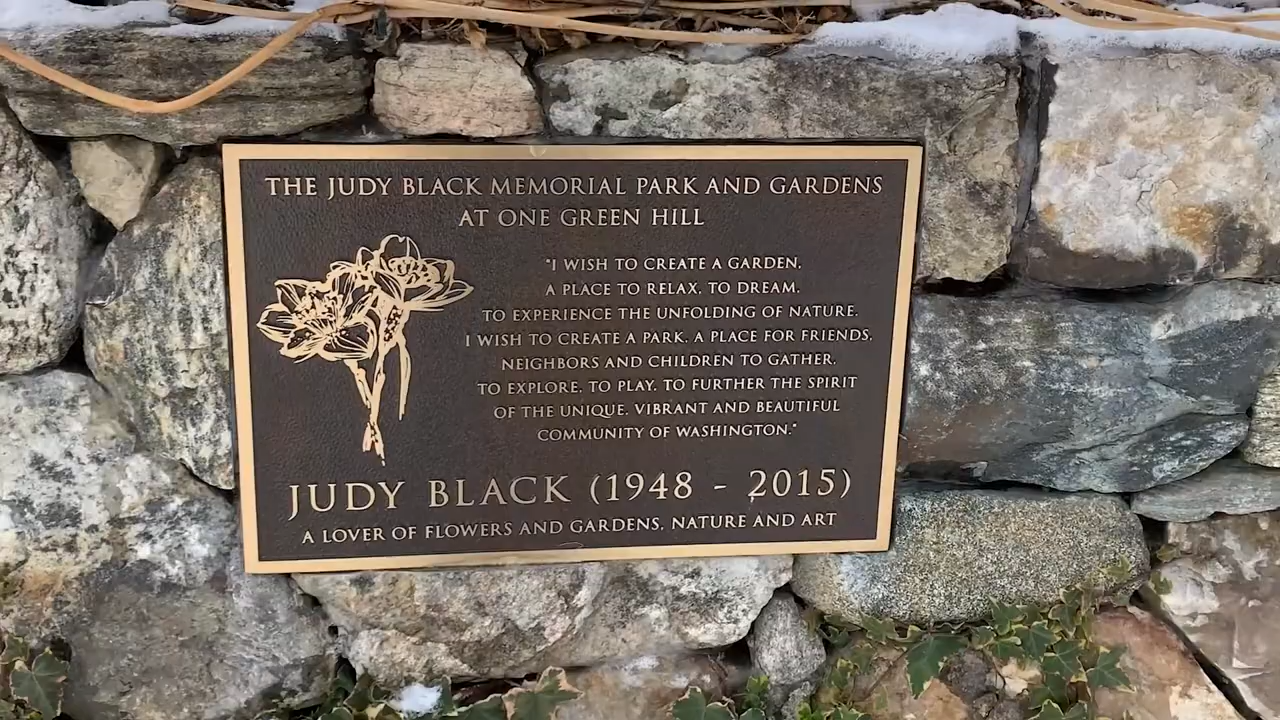 THE JUDY BLACK MEMORIAL PARK AND GARDENS
AT ONE GREEN HILL
"I WISH TO CREATE A GARDEN,
A PLACE TO RELAX, TO DREAM,
TO EXPERIENCE THE UNFOLDING OF NATURE.
I WISH TO CREATE A PARK, A PLACE FOR FRIENDS,
NEIGHBORS AND CHILDREN TO GATHER,
TO EXPLORE, TO PLAY, TO FURTHER THE SPIRIT
OF THE UNIQUE, VIBRANT AND BEAUTIFUL
COMMUNITY OF WASHINGTON."
JUDY BLACK (1948 - 2015)
A LOVER OF FLOWERS AND GARDENS, NATURE AND ART